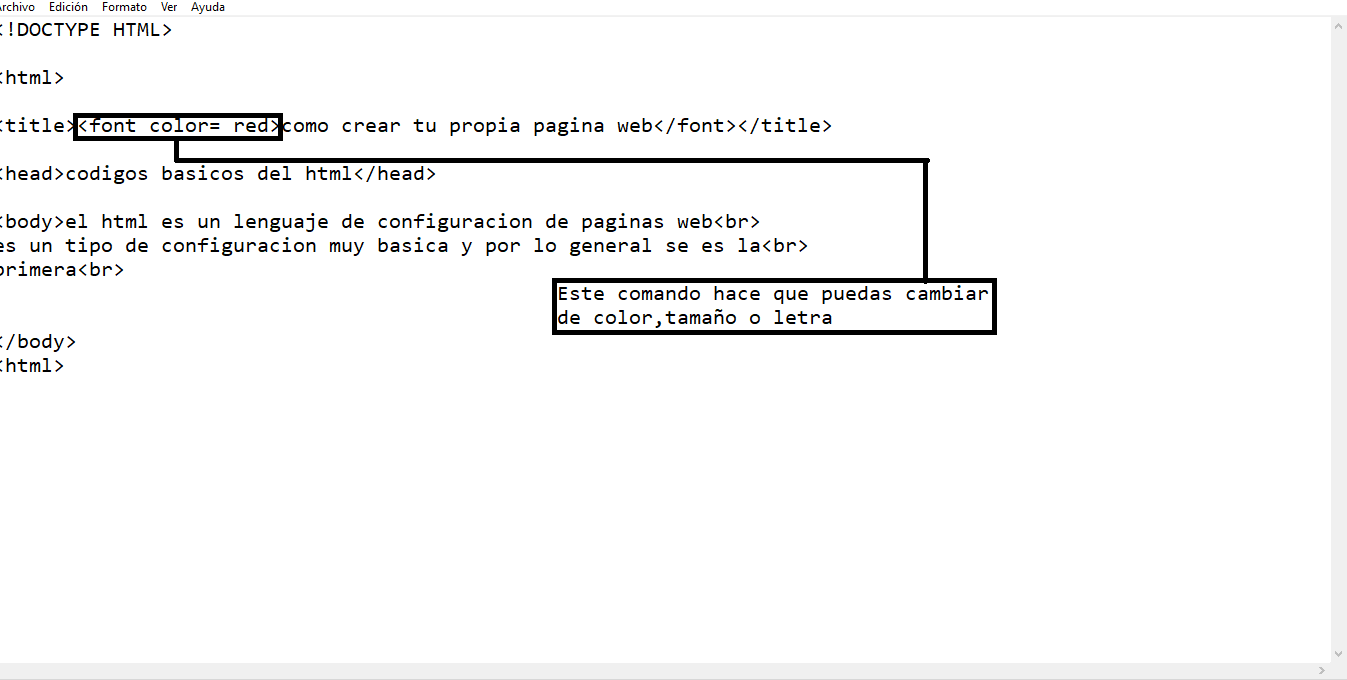 Archivo Edición Formato Ver Ayuda
<!DOCTYPE HTML>
<html>
<title><font color= red>como crear tu propia pagina web</font></title>
<head>codigos basicos del html</head>
<body>el html es un lenguaje de configuracion de paginas web<br>
es un tipo de configuracion muy basica y por lo general se es la<br>
primera<br>
Este comando hace que puedas cambiar
de color,tamaño o letra
</body>
<html>